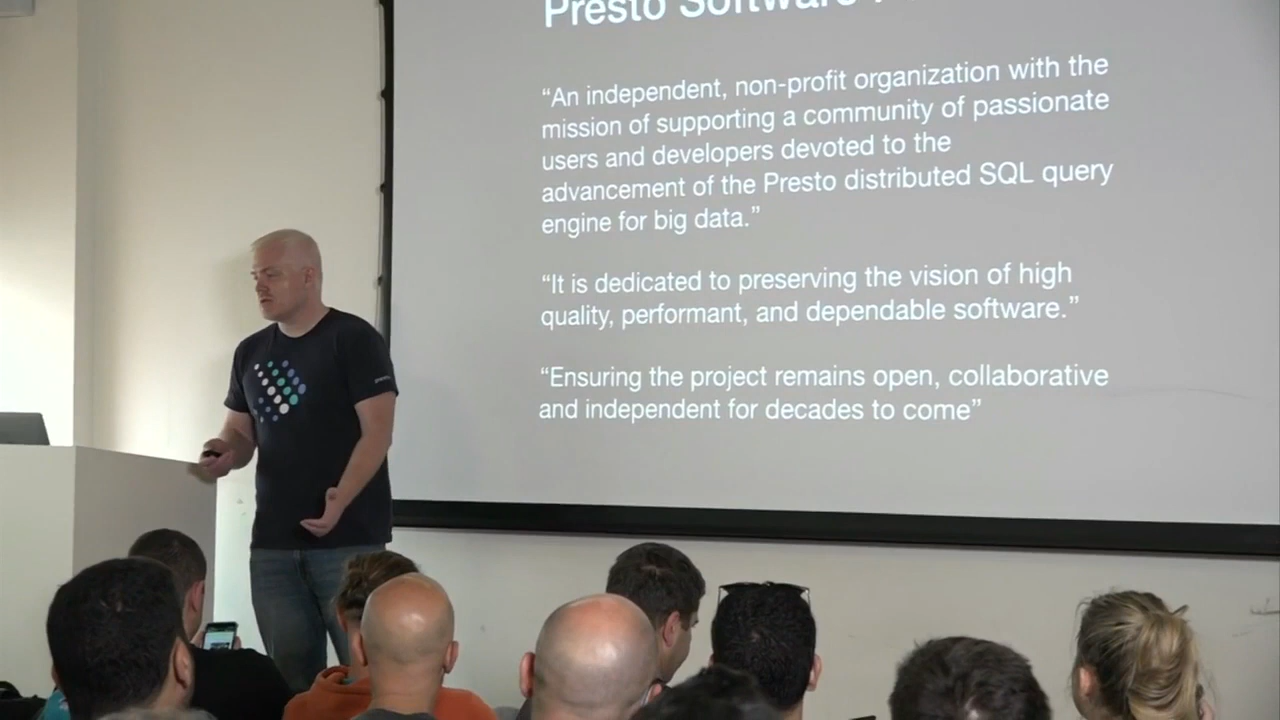 Presto Software
“An independent, non-profit organization with the
mission of supporting a community of passionate
users and developers devoted to the
advancement of the Presto distributed SQL query
engine for big data.”
“It is dedicated to preserving the vision of high
quality, performant, and dependable software.”
“Ensuring the project remains open, collaborative
and independent for decades to come”